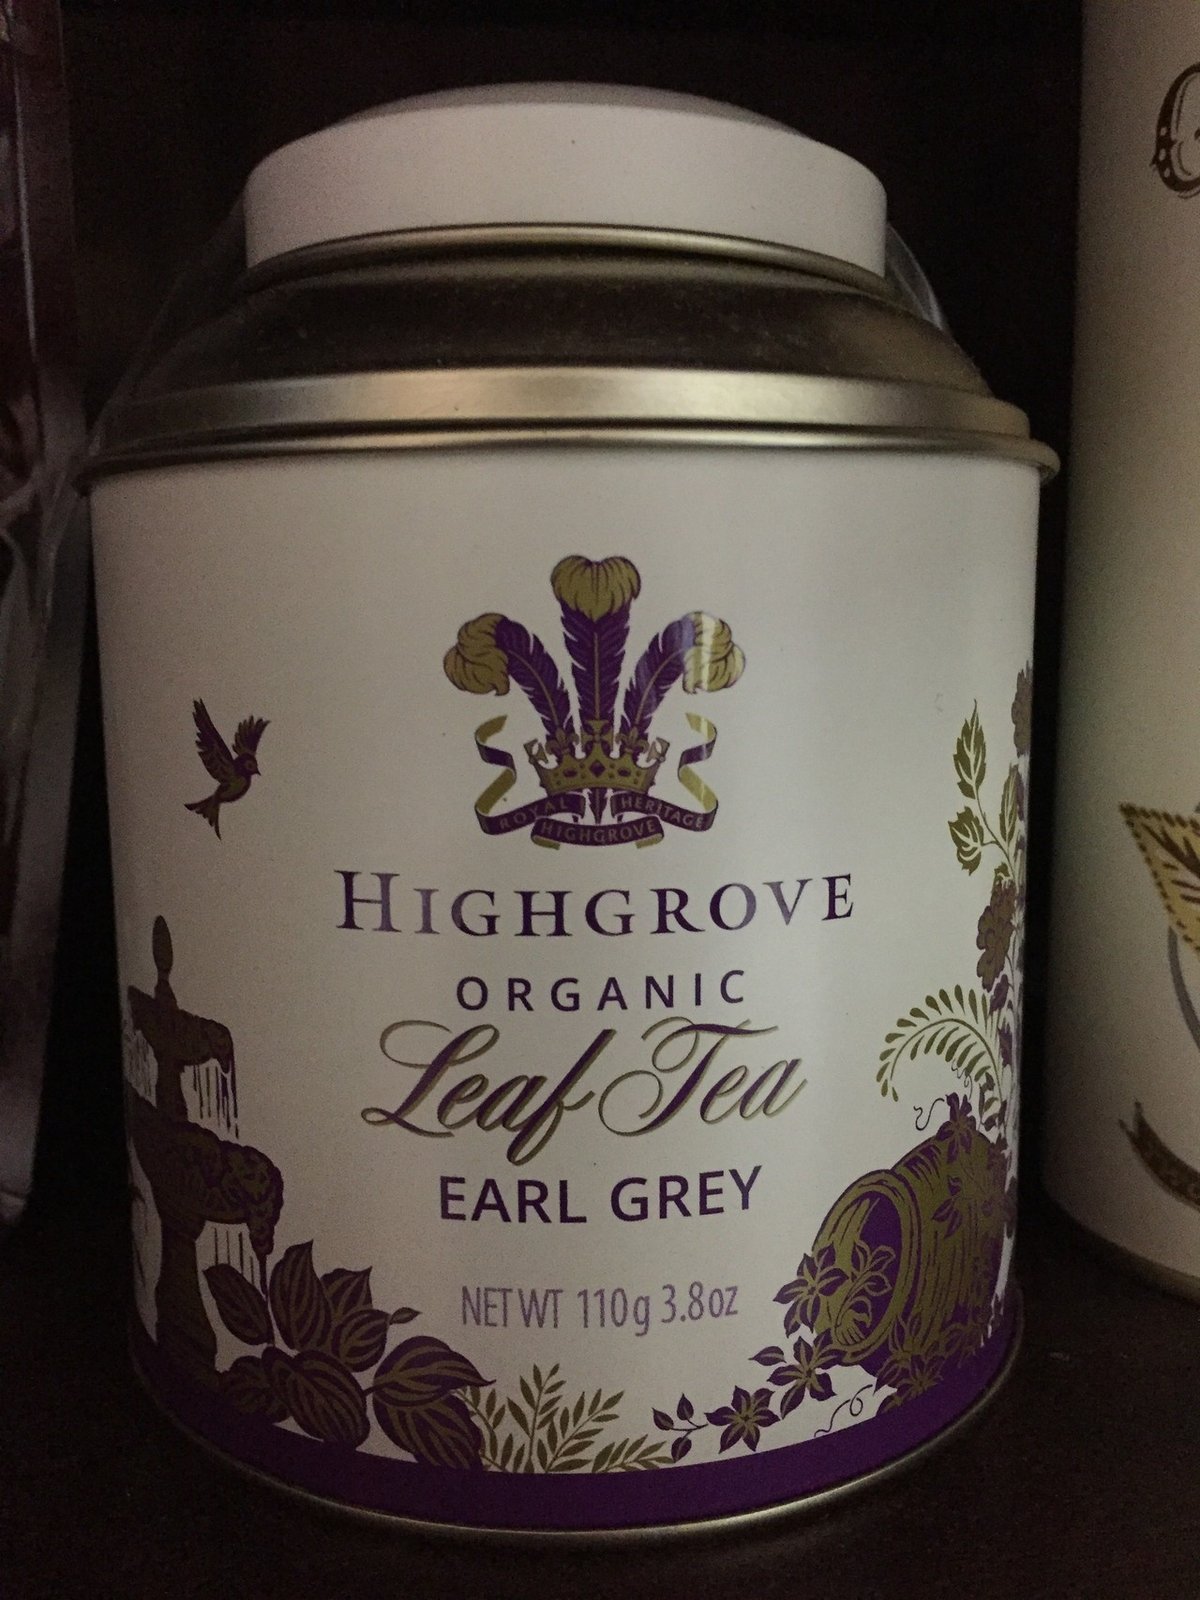 ROYAL HERITAGE
HIGHGROVE
HIGHGROVE
ORGANIC
Leaf Tea
EARL GREY
NET WT 110g 3.8oz